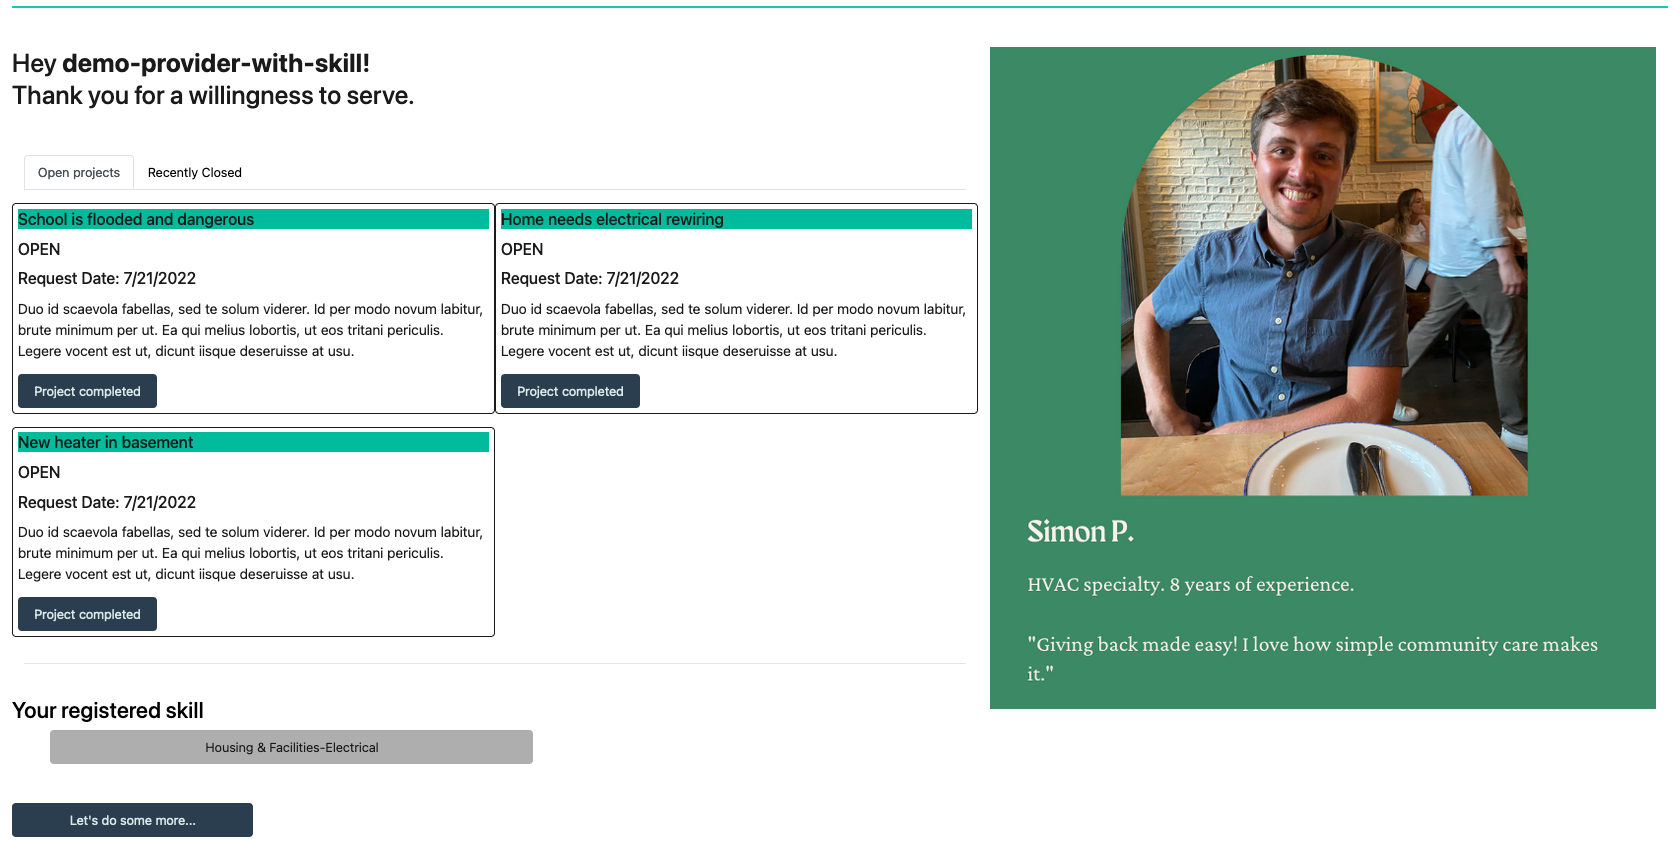 Hey demo-provider-with-skill!
Thank you for a willingness to serve.
Open projects
Recently Closed
School is flooded and dangerous
OPEN
Request Date: 7/21/2022
Duo id scaevola fabellas, sed te solum viderer. Id per modo novum labitur,
brute minimum per ut. Ea qui melius lobortis, ut eos tritani periculis.
Legere vocent est ut, dicunt iisque deseruisse at usu.
Project completed
Home needs electrical rewiring
OPEN
Request Date: 7/21/2022
Duo id scaevola fabellas, sed te solum viderer. Id per modo novum labitur,
brute minimum per ut. Ea qui melius lobortis, ut eos tritani periculis.
Legere vocent est ut, dicunt iisque deseruisse at usu.
Project completed
New heater in basement
OPEN
Request Date: 7/21/2022
Duo id scaevola fabellas, sed te solum viderer. Id per modo novum labitur,
brute minimum per ut. Ea qui melius lobortis, ut eos tritani periculis.
Legere vocent est ut, dicunt iisque deseruisse at usu.
Project completed
Your registered skill
Housing & Facilities-Electrical
Let's do some more...
Simon P.
HVAC specialty. 8 years of experience.
"Giving back made easy! I love how simple community care makes
it."